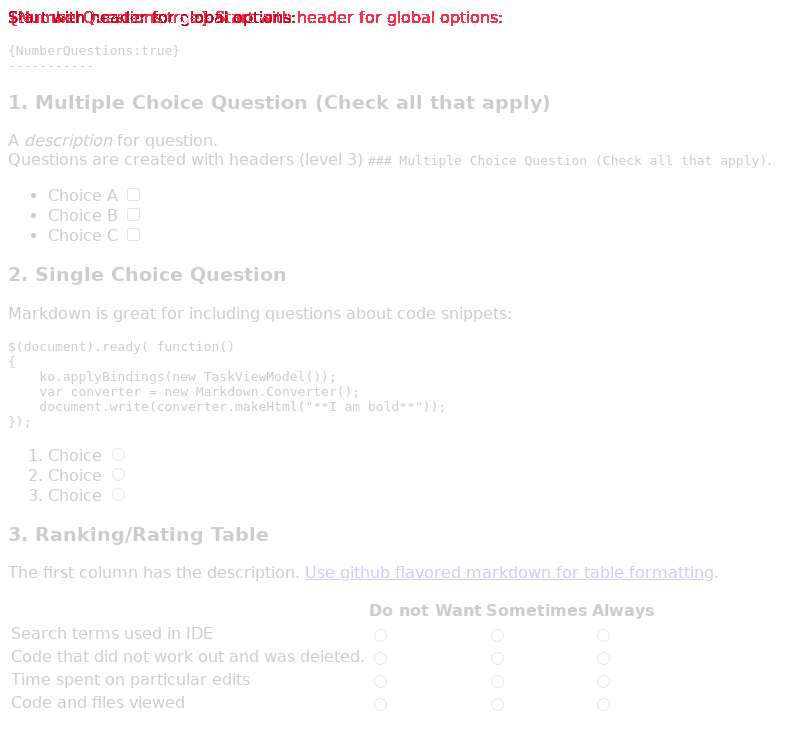 Start with header for global options:
{NumberQuestions:true}
-----------
1. Multiple Choice Question (Check all that apply)
A description for question.
Questions are created with headers (level 3) ### Multiple Choice Question (Check all that apply).
• Choice A
• Choice B
• Choice C
2. Single Choice Question
Markdown is great for including questions about code snippets:
$(document).ready( function()
{
    ko.applyBindings(new TaskViewModel());
    var converter = new Markdown.Converter();
    document.write(converter.makeHtml("**I am bold**"));
});
1. Choice
2. Choice
3. Choice
3. Ranking/Rating Table
The first column has the description. Use github flavored markdown for table formatting.
Do not Want Sometimes Always
Search terms used in IDE
Code that did not work out and was deleted.
Time spent on particular edits
Code and files viewed